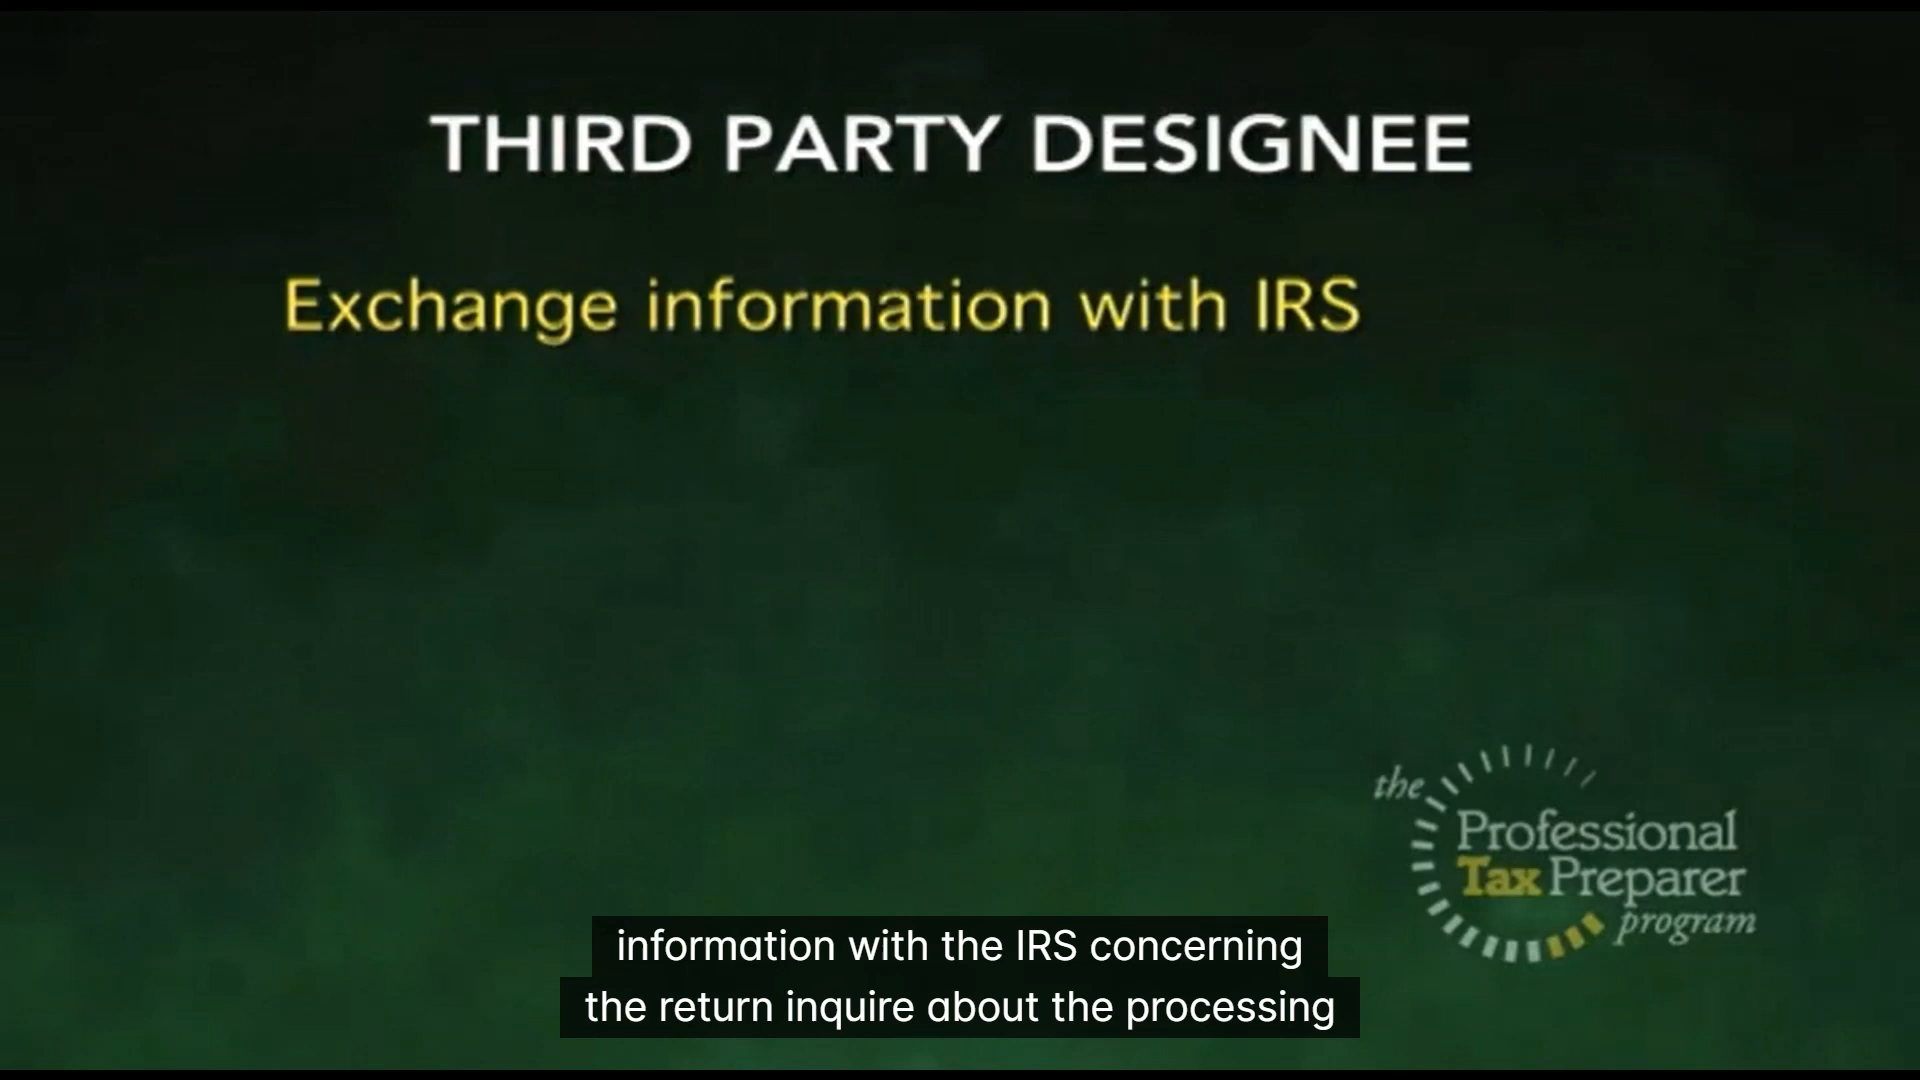 THIRD PARTY DESIGNEE
Exchange information with IRS
the
Professional
Tax Preparer
program
information with the IRS concerning
the return inquire about the processing